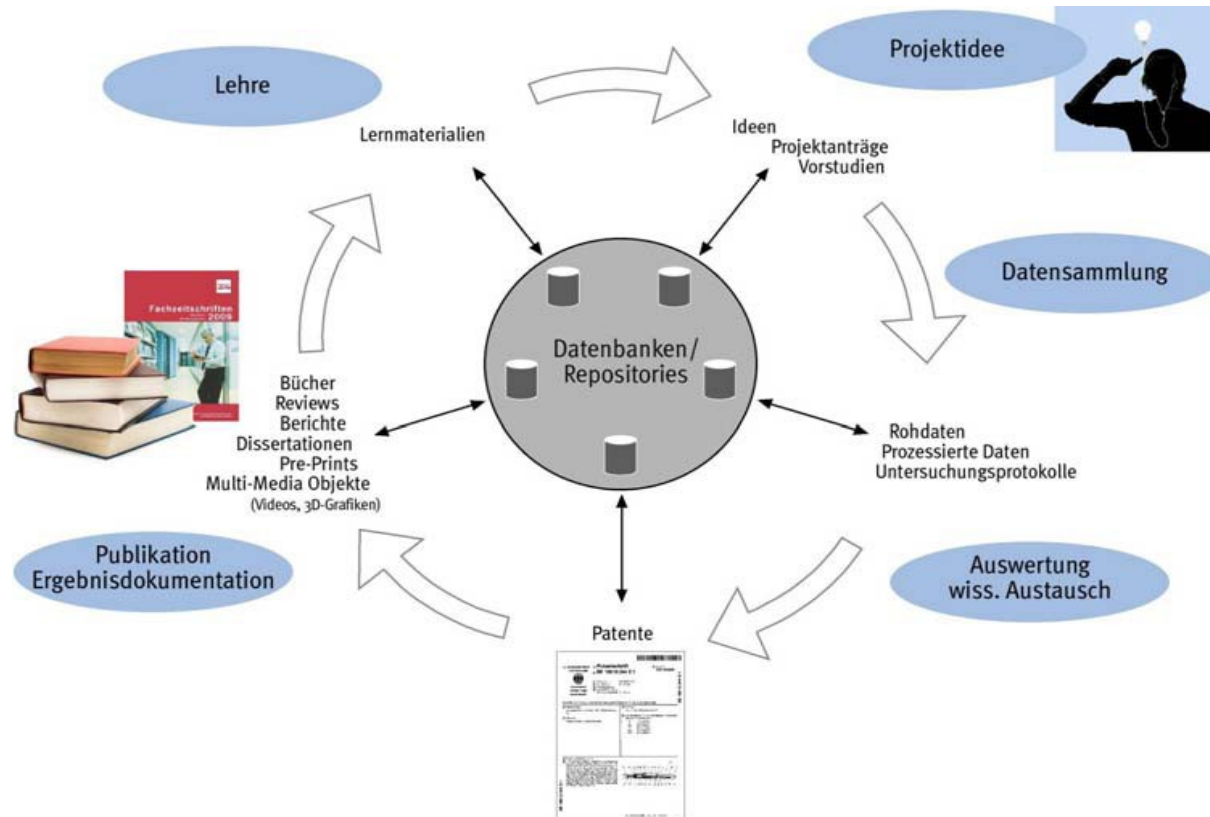 Lehre
Projektidee
Lernmaterialien
Ideen
Projektanträge
Vorstudien
Datensammlung
Datenbanken/
Repositories
Fachzeitschriften
2009
Bücher
Reviews
Berichte
Dissertationen
Pre-Prints
Multi-Media Objekte
(Videos, 3D-Grafiken)
Rohdaten
Prozessierte Daten
Untersuchungsprotokolle
Publikation
Ergebnisdokumentation
Auswertung
wiss. Austausch
Patente